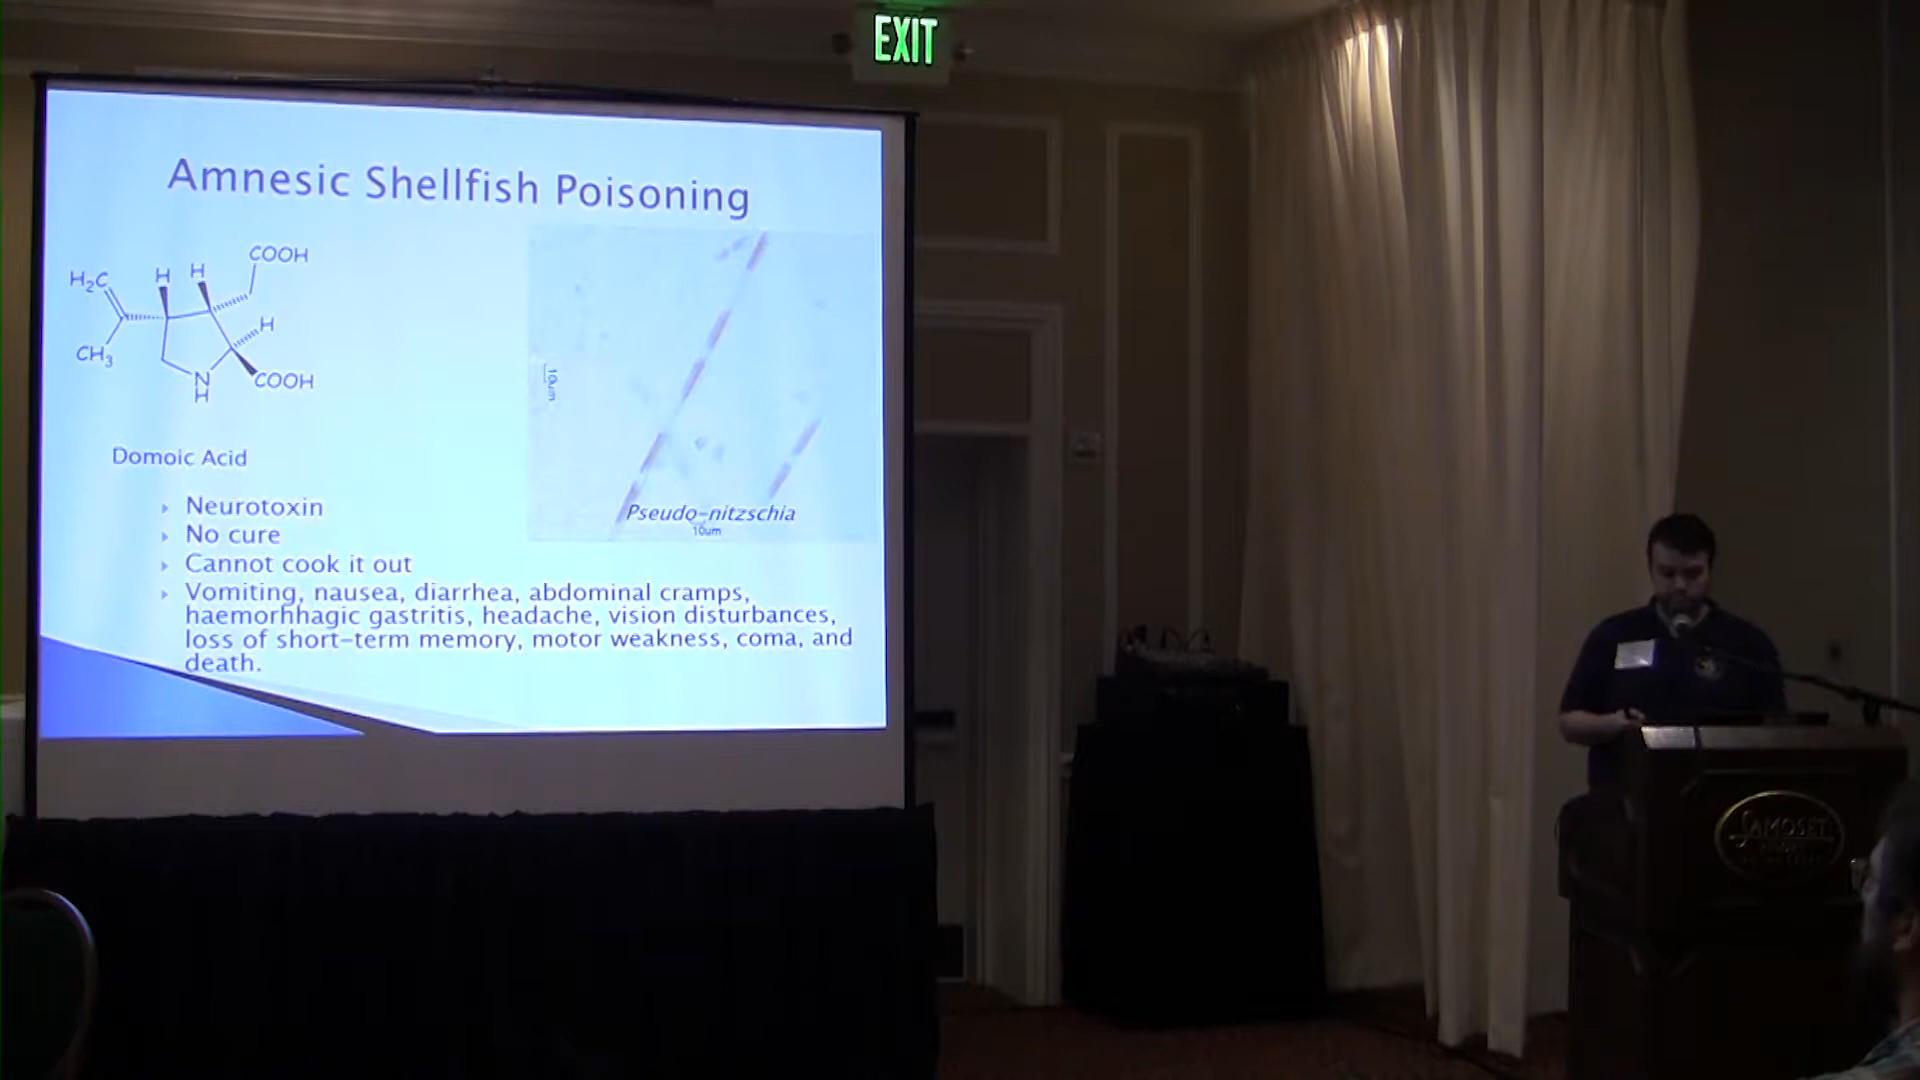 EXIT
Amnesic Shellfish Poisoning
COOH
H₂C
H H
H
CH₃
N
H
COOH
10um
Domoic Acid
Neurotoxin
No cure
Cannot cook it out
Vomiting, nausea, diarrhea, abdominal cramps,
haemorhhagic gastritis, headache, vision disturbances,
loss of short-term memory, motor weakness, coma, and
death.
Pseudo-nitzschia
10um
SAMOSET